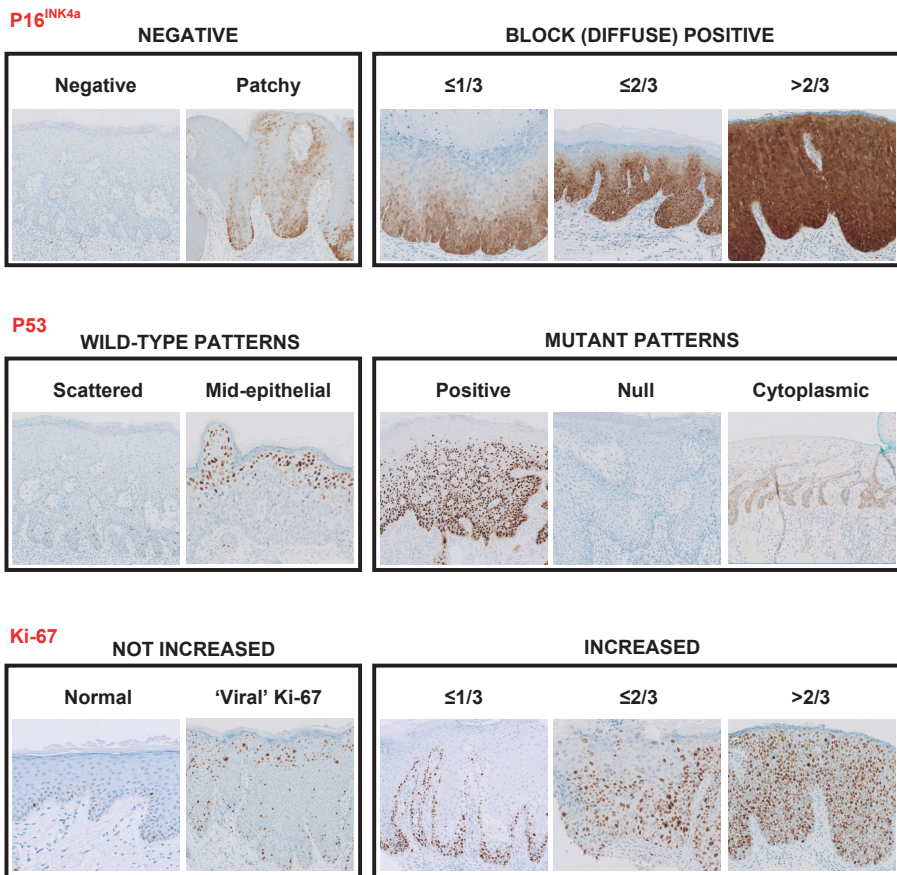 P16INK4a
NEGATIVE
BLOCK (DIFFUSE) POSITIVE
Negative
Patchy
≤1/3
≤2/3
>2/3
P53
WILD-TYPE PATTERNS
MUTANT PATTERNS
Scattered
Mid-epithelial
Positive
Null
Cytoplasmic
Ki-67
NOT INCREASED
INCREASED
Normal
‘Viral’ Ki-67
≤1/3
≤2/3
>2/3